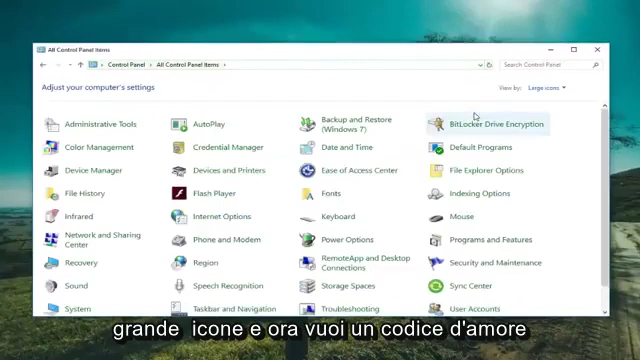 All Control Panel Items
Control Panel > All Control Panel Items >
Search Control Panel
Adjust your computer's settings
View by: Large icons
Administrative Tools
AutoPlay
Backup and Restore (Windows 7)
BitLocker Drive Encryption
Color Management
Credential Manager
Date and Time
Default Programs
Device Manager
Devices and Printers
Ease of Access Center
File Explorer Options
File History
Flash Player
Fonts
Indexing Options
Infrared
Internet Options
Keyboard
Mouse
Network and Sharing Center
Phone and Modem
Power Options
Programs and Features
Recovery
Region
RemoteApp and Desktop Connections
Security and Maintenance
Sound
Speech Recognition
Storage Spaces
Sync Center
System
Taskbar and Navigation
Troubleshooting
User Accounts
grande icone e ora vuoi un codice d'amore